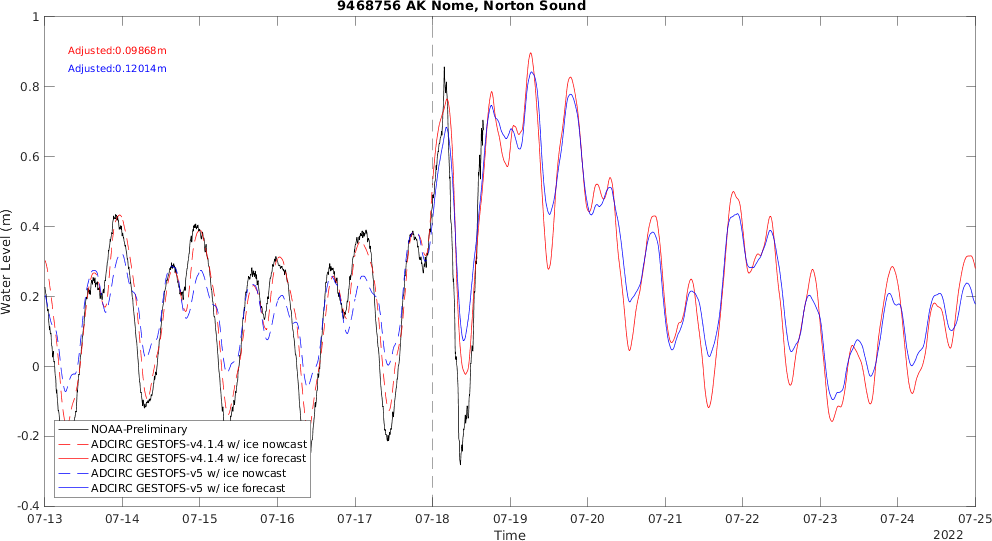 9468756 AK Nome, Norton Sound
Adjusted:0.09868m
Adjusted:0.12014m
Water Level (m)
1
0.8
0.6
0.4
0.2
0
-0.2
-0.4
NOAA-Preliminary
ADCIRC GESTOFS-v4.1.4 w/ ice nowcast
ADCIRC GESTOFS-v4.1.4 w/ ice forecast
ADCIRC GESTOFS-v5 w/ ice nowcast
ADCIRC GESTOFS-v5 w/ ice forecast
07-13 07-14 07-15 07-16 07-17 07-18 07-19 07-20 07-21 07-22 07-23 07-24 07-25
Time
2022